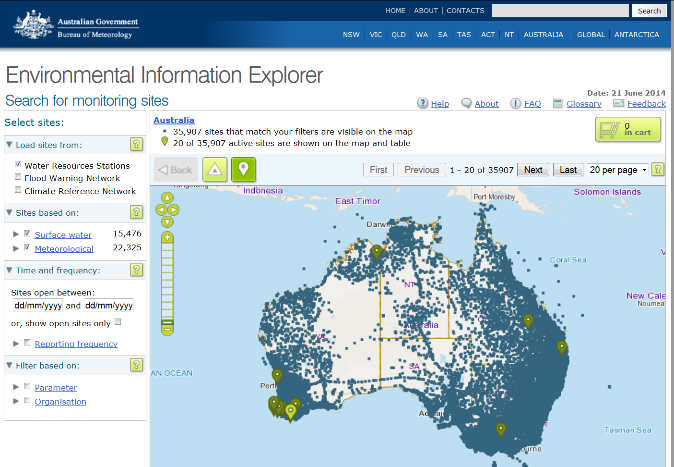 HOME ABOUT CONTACTS Search
Australian Government
Bureau of Meteorology
NSW VIC QLD WA SA TAS ACT NT AUSTRALIA GLOBAL ANTARCTICA
Environmental Information Explorer
Date: 21 June 2014
Search for monitoring sites
? Help About FAQ Glossary Feedback
Select sites:
Australia
35,907 sites that match your filters are visible on the map
20 of 35,907 active sites are shown on the map and table
0
in cart
Load sites from: ?
Water Resources Stations
Flood Warning Network
Climate Reference Network
Back First Previous 1 - 20 of 35907 Next Last 20 per page ?
Sites based on: ?
Surface water 15,476
Meteorological 22,325
Time and frequency: ?
Sites open between:
dd/mm/yyyy and dd/mm/yyyy
or, show open sites only
Reporting frequency
Filter based on: ?
Parameter
Organisation
Indonesia
East Timor
Port Moresby
Solomon Islands
Darw
Coral Sea
NT
New Cale
Noumea
SA
AN OCEAN
Perth
Adelaide
Tasman Sea